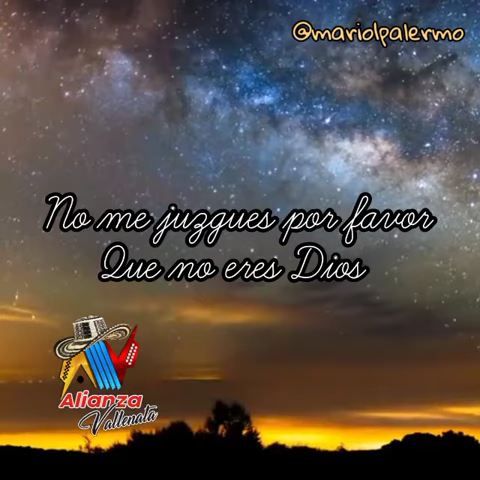 @mariolpalermo
No me juzgues por favor
Que no eres Dios
Alianza
Vallenata